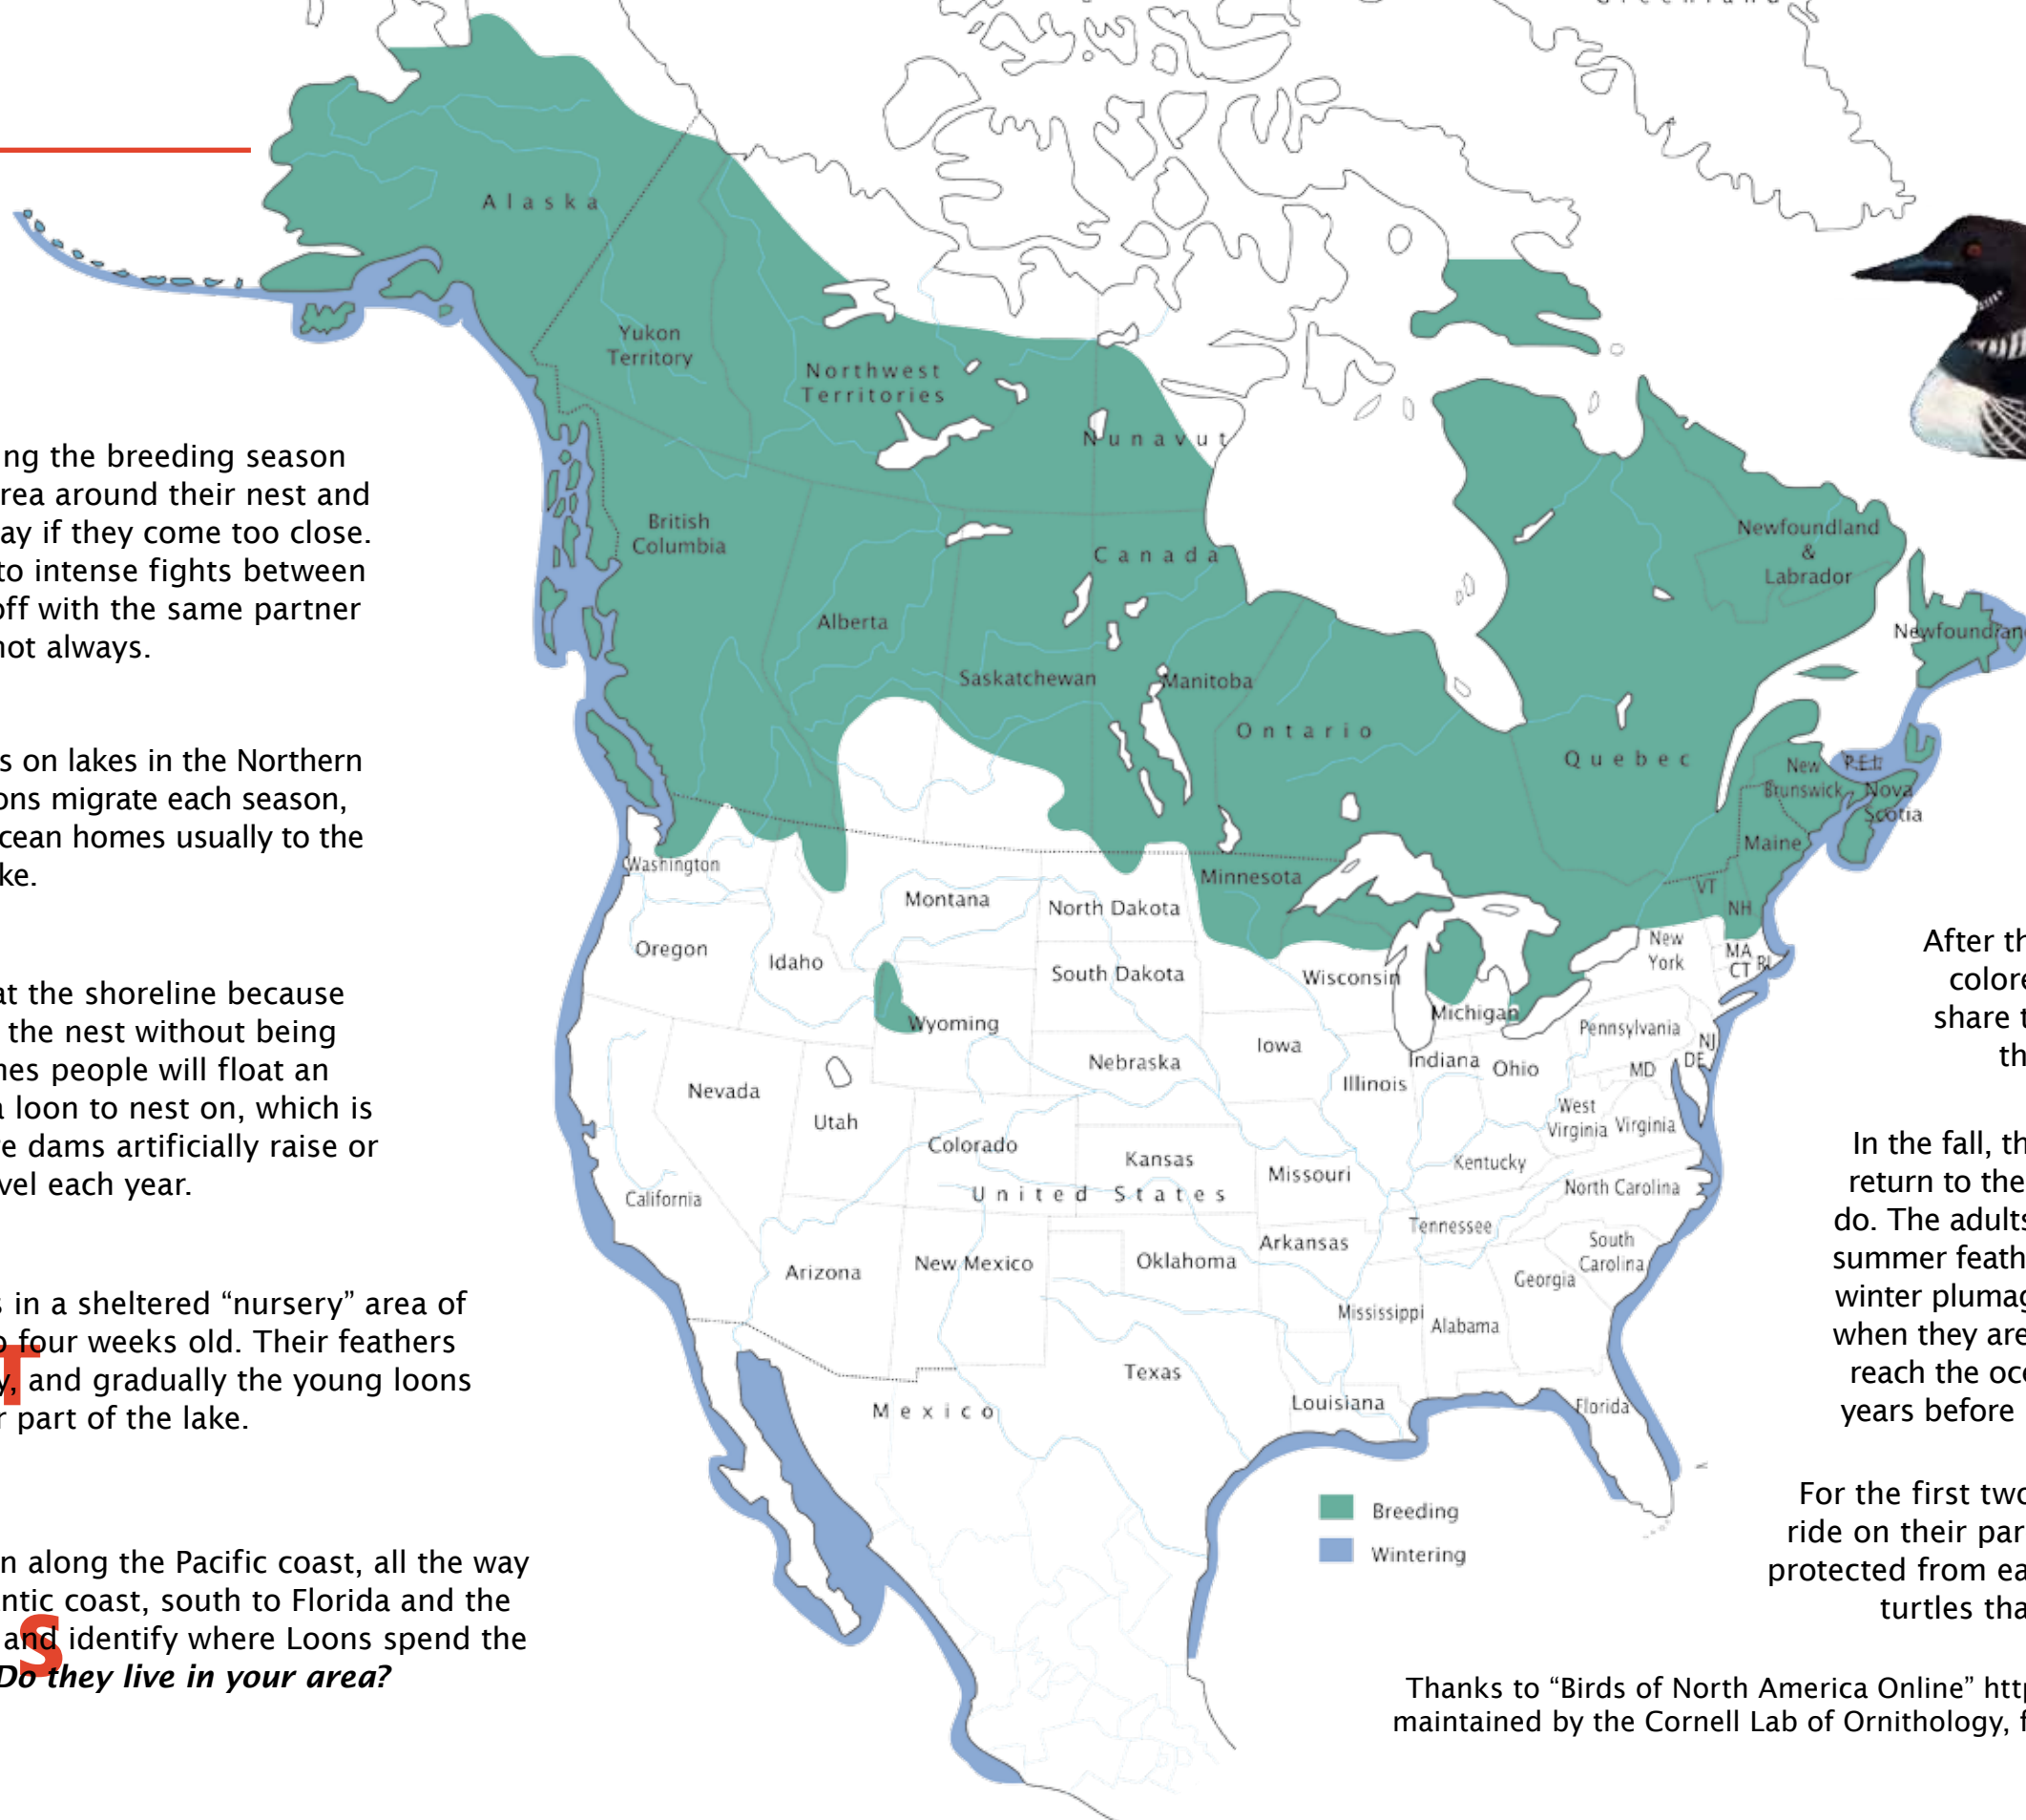 ing the breeding season
rea around their nest and
ay if they come too close.
to intense fights between
off with the same partner
not always.
s on lakes in the Northern
ons migrate each season,
cean homes usually to the
ke.
at the shoreline because
the nest without being
nes people will float an
a loon to nest on, which is
re dams artificially raise or
vel each year.
s in a sheltered “nursery” area of
o four weeks old. Their feathers
T
y, and gradually the young loons
r part of the lake.
n along the Pacific coast, all the way
ntic coast, south to Florida and the
and identify where Loons spend the
S
Do they live in your area?
Alaska
Yukon
Territory
Northwest
Territories
Nunavut
British
Columbia
Canada
Alberta
Saskatchewan
Manitoba
Ontario
Quebec
Newfoundland
&
Labrador
Newfoundlan
New
Brunswick
P.E.I.
Nova
Scotia
Maine
VT
NH
MA
CT
RI
New
York
Washington
Montana
North Dakota
Minnesota
Oregon
Idaho
South Dakota
Wisconsin
Michigan
Wyoming
Pennsylvania
NJ
DE
MD
Nebraska
Iowa
Illinois
Indiana
Ohio
Nevada
Utah
Colorado
Kansas
Missouri
West
Virginia
Virginia
Kentucky
California
United States
North Carolina
Tennessee
South
Carolina
Arizona
New Mexico
Oklahoma
Arkansas
Georgia
Mississippi
Alabama
Texas
Louisiana
Florida
Mexico
Breeding
Wintering
After th
colore
share t
th
In the fall, th
return to the
do. The adults
summer feath
winter plumag
when they are
reach the oc
years before
For the first two
ride on their par
protected from ea
turtles tha
Thanks to “Birds of North America Online” http
maintained by the Cornell Lab of Ornithology, f